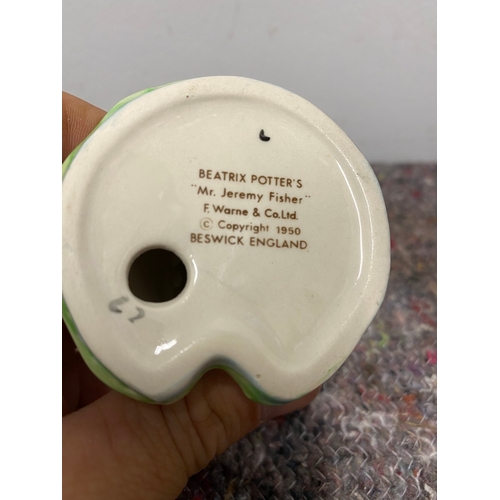 BEATRIX POTTER'S
"Mr. Jeremy Fisher"
F. Warne & Co. Ltd.
© Copyright 1950
BESWICK ENGLAND